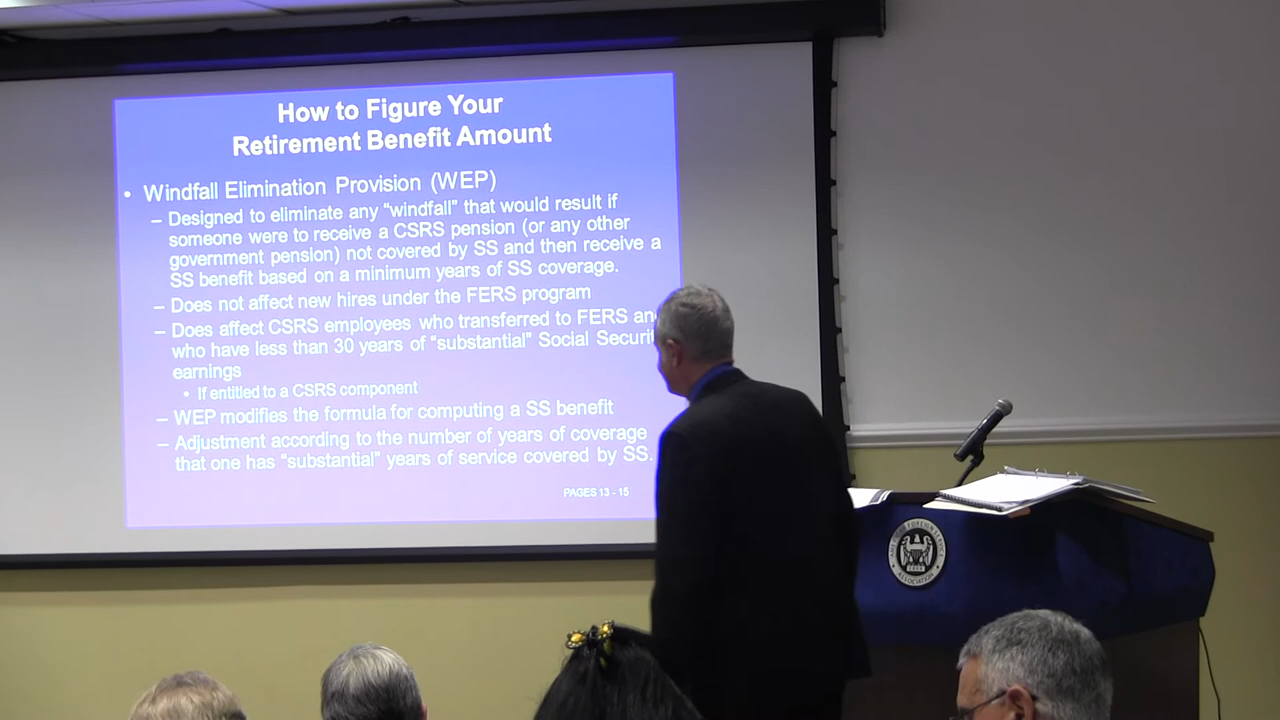 How to Figure Your
Retirement Benefit Amount
• Windfall Elimination Provision (WEP)
– Designed to eliminate any “windfall” that would result if
someone were to receive a CSRS pension (or any other
government pension) not covered by SS and then receive a
SS benefit based on a minimum years of SS coverage.
– Does not affect new hires under the FERS program
– Does affect CSRS employees who transferred to FERS an
who have less than 30 years of “substantial” Social Securit
earnings
• If entitled to a CSRS component
– WEP modifies the formula for computing a SS benefit
– Adjustment according to the number of years of coverage
that one has “substantial” years of service covered by SS.
PAGES 13 - 15
FOREIGN SERVICE
ASSOCIATION